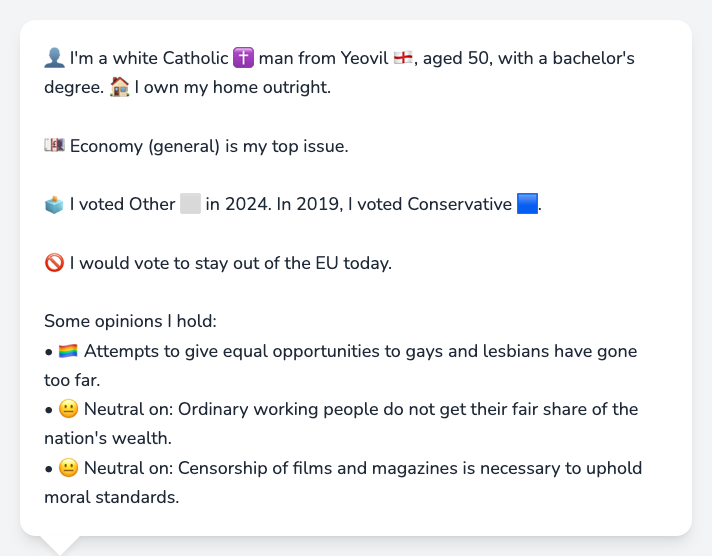 👤 I'm a white Catholic ✝️ man from Yeovil 🏴󠁧󠁢󠁥󠁮󠁧󠁿, aged 50, with a bachelor's
degree. 🏠 I own my home outright.
💷 Economy (general) is my top issue.
🗳️ I voted Other ⬜ in 2024. In 2019, I voted Conservative 🟦.
🚫 I would vote to stay out of the EU today.
Some opinions I hold:
• 🏳️‍🌈 Attempts to give equal opportunities to gays and lesbians have gone
too far.
• 😐 Neutral on: Ordinary working people do not get their fair share of the
nation's wealth.
• 😐 Neutral on: Censorship of films and magazines is necessary to uphold
moral standards.